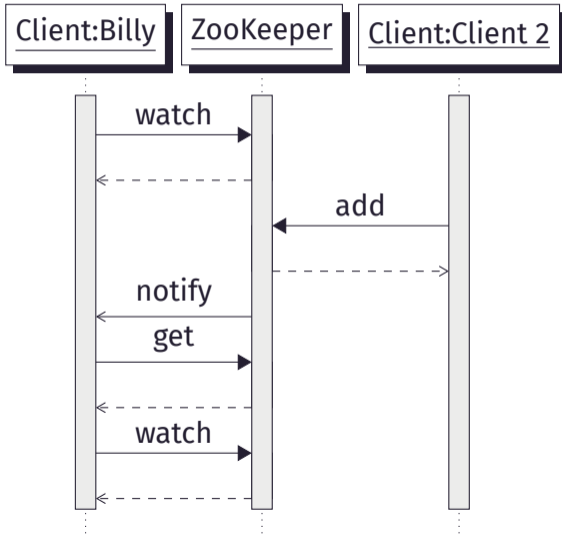 Client:Billy
ZooKeeper
Client:Client 2
watch
add
notify
get
watch